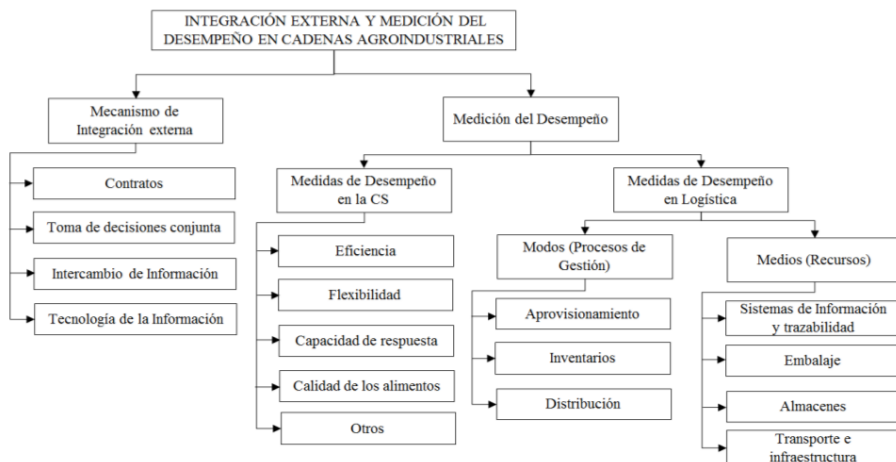 INTEGRACIÓN EXTERNA Y MEDICIÓN DEL
DESEMPEÑO EN CADENAS AGROINDUSTRIALES
Mecanismo de
Integración externa
Contratos
Toma de decisiones conjunta
Intercambio de Información
Tecnología de la Información
Medición del Desempeño
Medidas de Desempeño
en la CS
Eficiencia
Flexibilidad
Capacidad de respuesta
Calidad de los alimentos
Otros
Medidas de Desempeño
en Logística
Modos (Procesos de
Gestión)
Aprovisionamiento
Inventarios
Distribución
Medios (Recursos)
Sistemas de Información
y trazabilidad
Embalaje
Almacenes
Transporte e
infraestructura